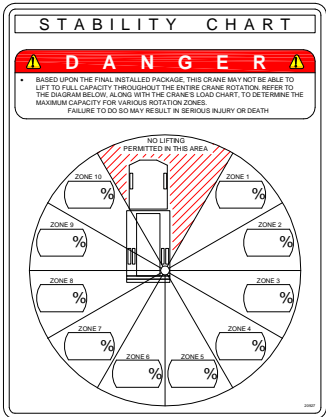 STABILITY CHART
DANGER
• BASED UPON THE FINAL INSTALLED PACKAGE, THIS CRANE MAY NOT BE ABLE TO
LIFT TO FULL CAPACITY THROUGHOUT THE ENTIRE CRANE ROTATION. REFER TO
THE DIAGRAM BELOW, ALONG WITH THE CRANE'S LOAD CHART, TO DETERMINE THE
MAXIMUM CAPACITY FOR VARIOUS ROTATION ZONES.
FAILURE TO DO SO MAY RESULT IN SERIOUS INJURY OR DEATH
NO LIFTING
PERMITTED IN THIS AREA
ZONE 10
%
ZONE 1
%
ZONE 9
%
ZONE 2
%
ZONE 8
%
ZONE 3
%
ZONE 7
%
ZONE 4
%
ZONE 6
%
ZONE 5
%